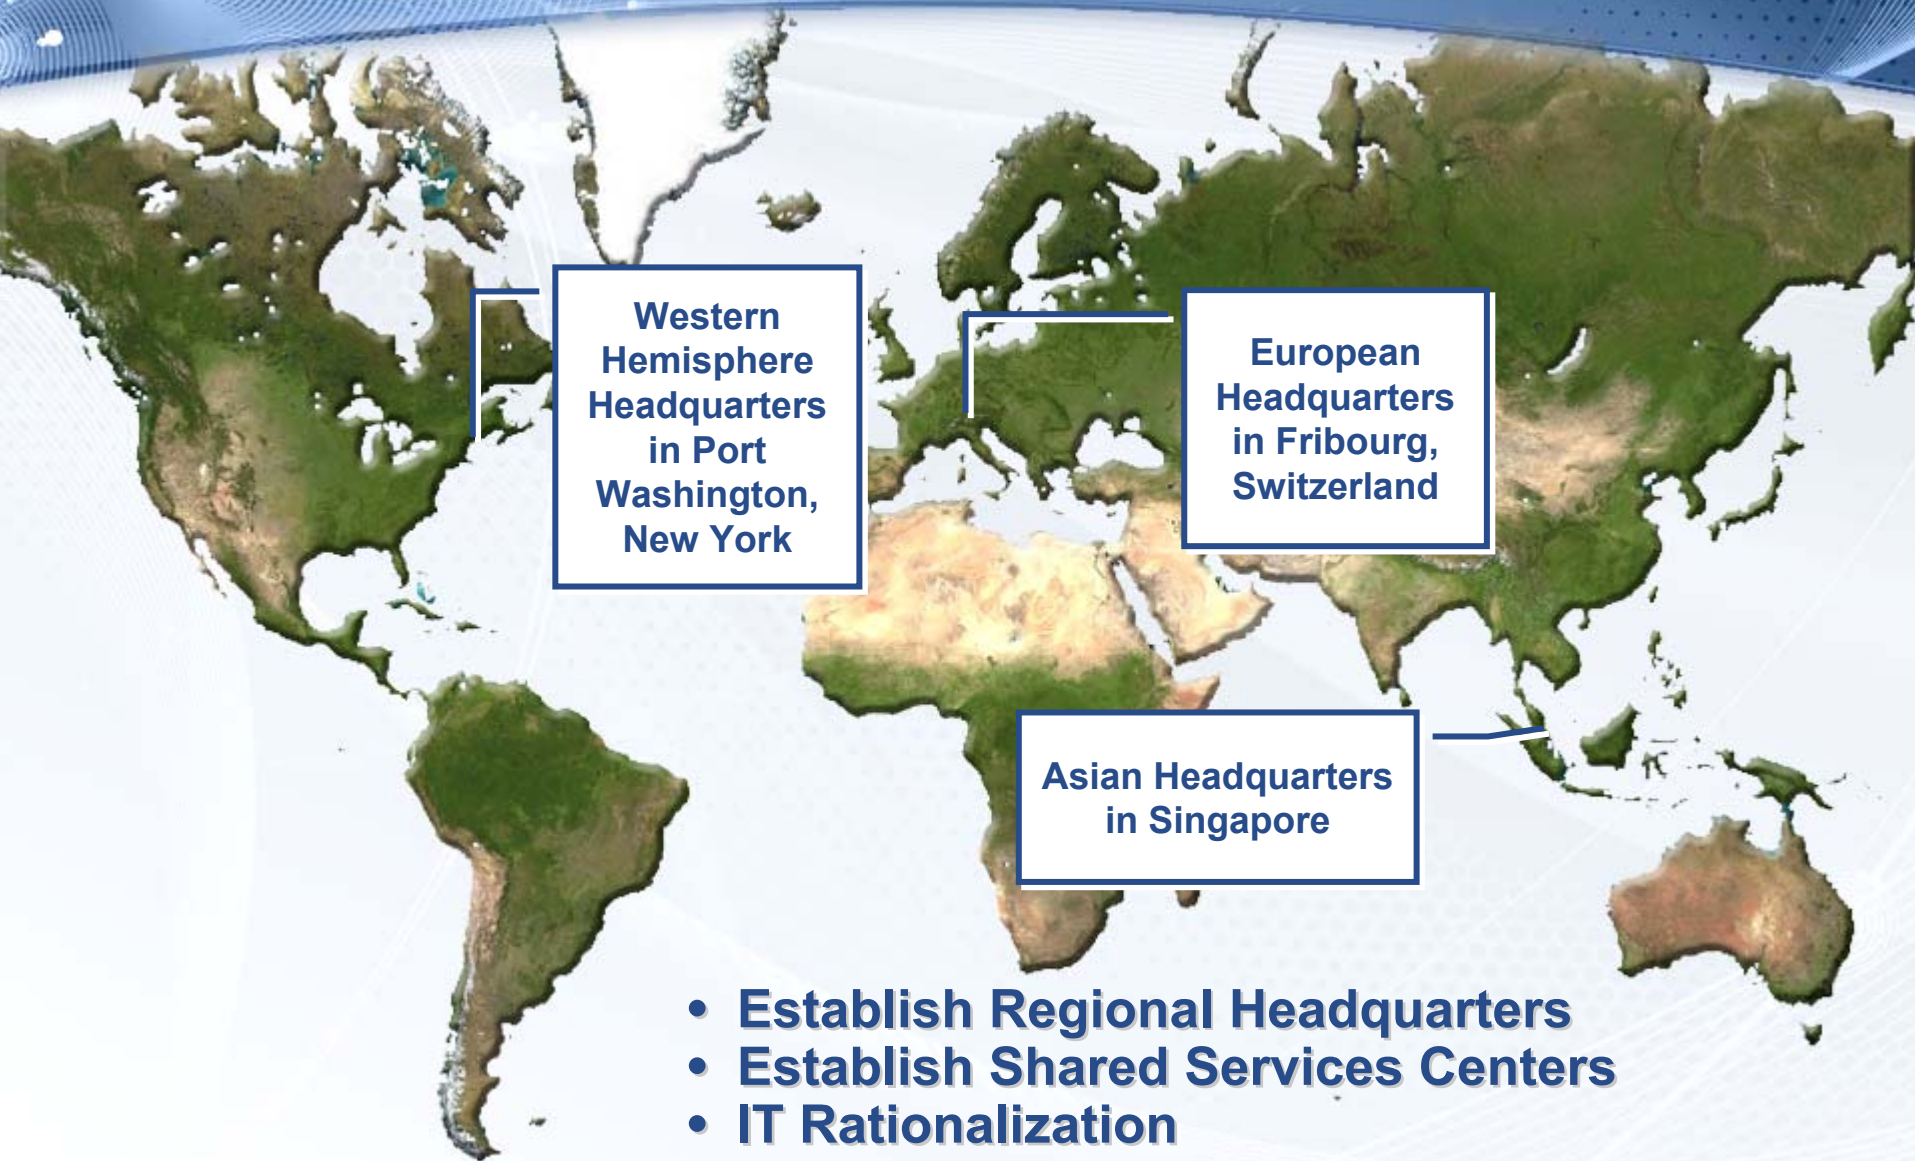 Western
Hemisphere
Headquarters
in Port
Washington,
New York
European
Headquarters
in Fribourg,
Switzerland
Asian Headquarters
in Singapore
• Establish Regional Headquarters
• Establish Shared Services Centers
• IT Rationalization